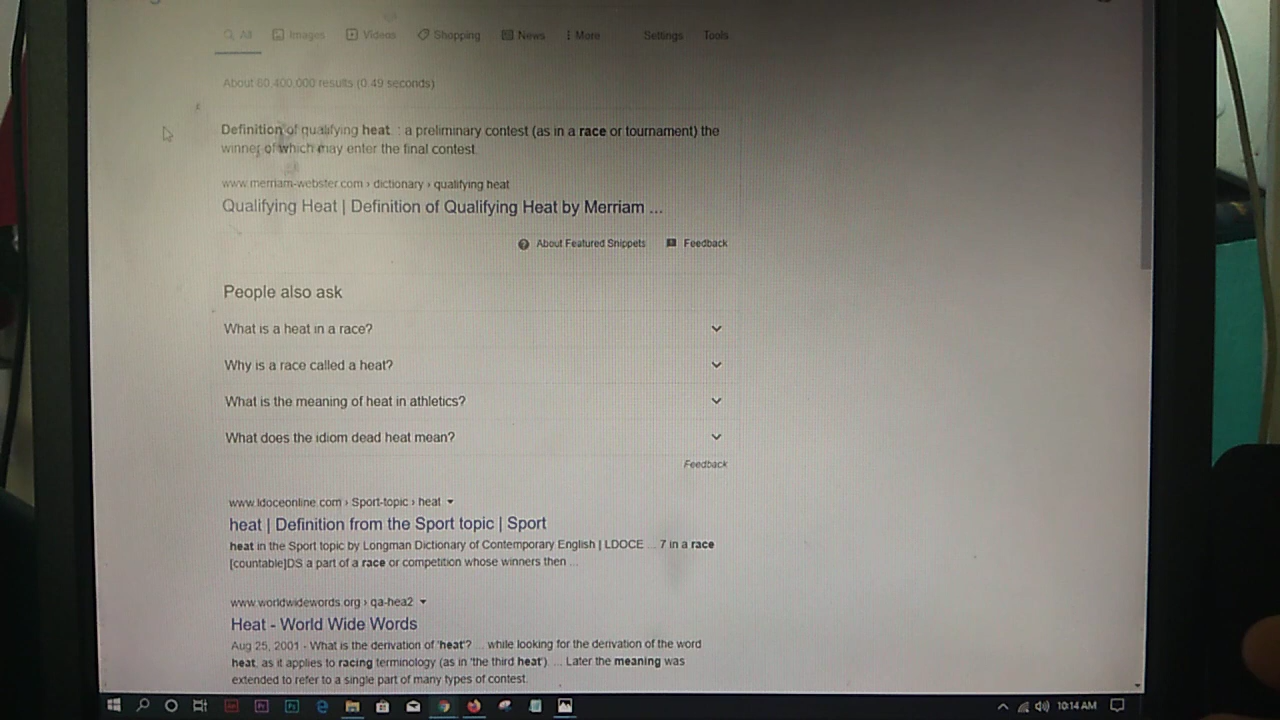 All Images Videos Shopping News More Settings Tools
About 60,400,000 results (0.49 seconds)
Definition of qualifying heat. : a preliminary contest (as in a race or tournament) the
winner of which may enter the final contest.
www.merriam-webster.com › dictionary › qualifying heat
Qualifying Heat | Definition of Qualifying Heat by Merriam ...
About Featured Snippets Feedback
People also ask
What is a heat in a race?
Why is a race called a heat?
What is the meaning of heat in athletics?
What does the idiom dead heat mean?
Feedback
www.ldoceonline.com › Sport-topic › heat
heat | Definition from the Sport topic | Sport
heat in the Sport topic by Longman Dictionary of Contemporary English | LDOCE ... 7 in a race
[countable]DS a part of a race or competition whose winners then ...
www.worldwidewords.org › qa-hea2
Heat - World Wide Words
Aug 25, 2001 - What is the derivation of 'heat'? ... while looking for the derivation of the word
heat, as it applies to racing terminology (as in 'the third heat'). ... Later the meaning was
extended to refer to a single part of many types of contest.
10:14 AM